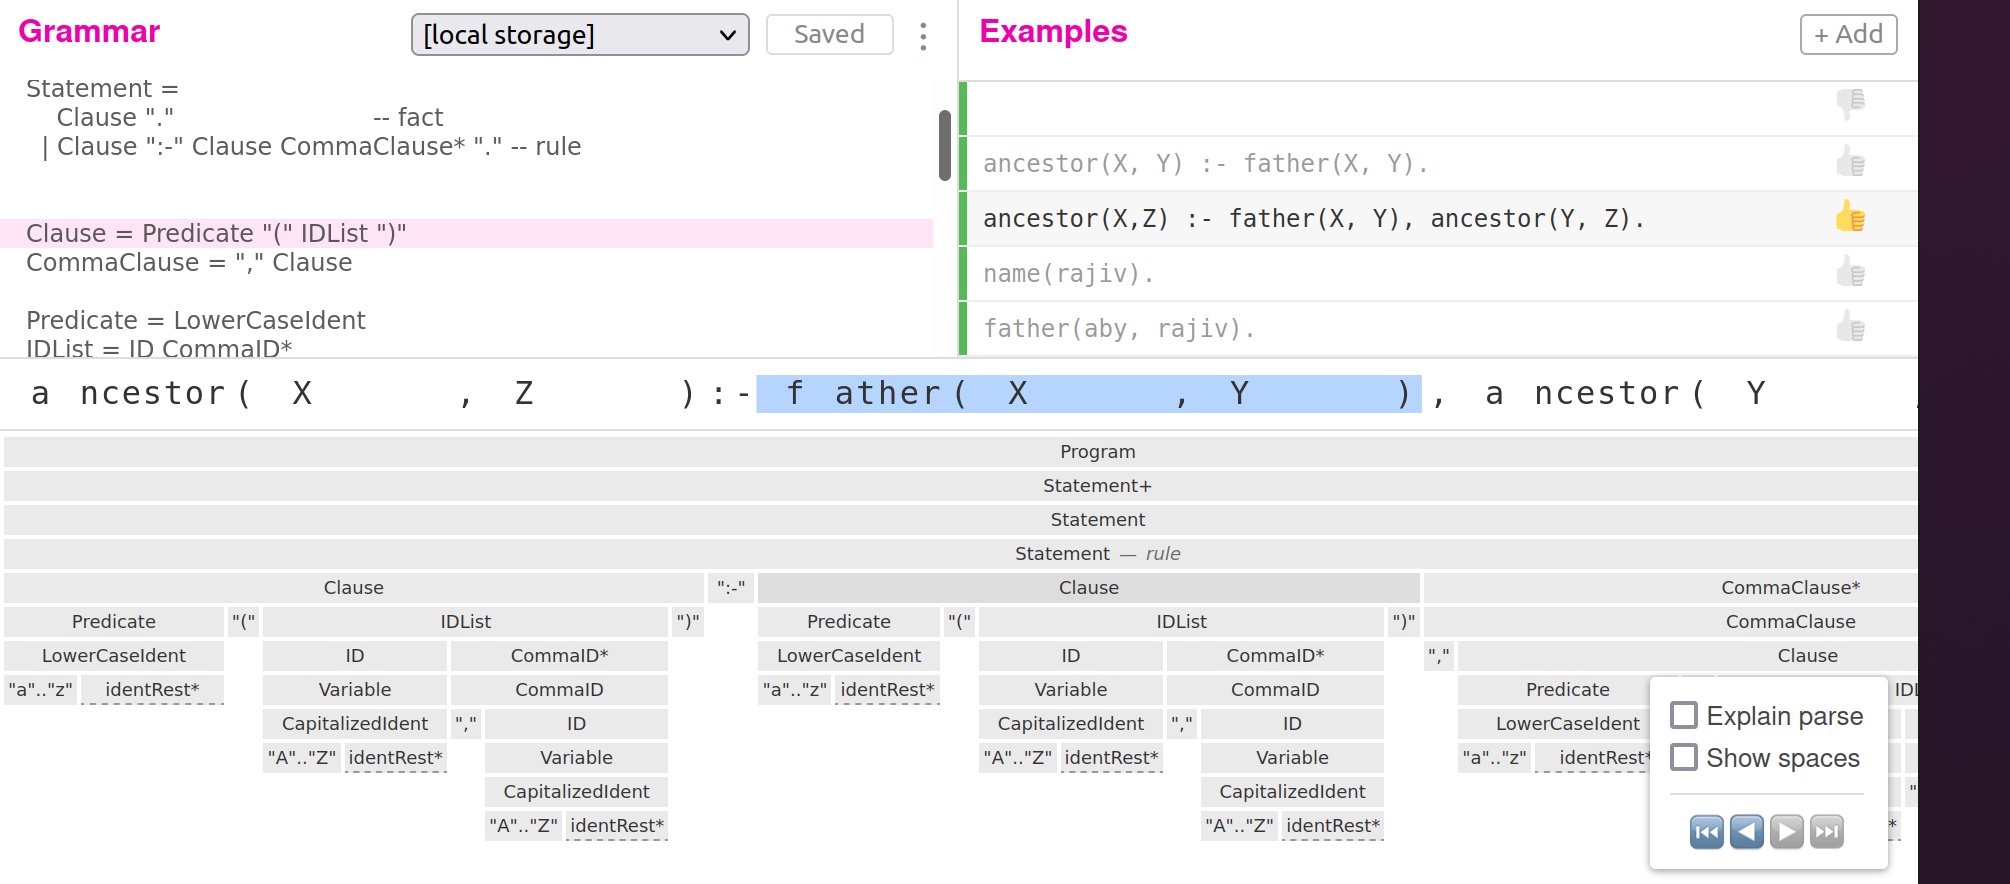 Grammar
[local storage]
Saved
Examples
+ Add
Statement =
Clause "." -- fact
| Clause ":-" Clause CommaClause* "." -- rule
Clause = Predicate "(" IDList ")"
CommaClause = "," Clause
Predicate = LowerCaseIdent
IDList = ID CommaID*
ancestor(X, Y) :- father(X, Y).
ancestor(X,Z) :- father(X, Y), ancestor(Y, Z).
name(rajiv).
father(aby, rajiv).
a ncestor( X , Z ):- f ather( X , Y ), a ncestor( Y ,
Program
Statement+
Statement
Statement — rule
Clause ":-" Clause CommaClause*
Predicate "(" IDList ")" Predicate "(" IDList ")" CommaClause
LowerCaseIdent ID CommaID* LowerCaseIdent ID CommaID* "," Clause
"a".."z" identRest* Variable CommaID "a".."z" identRest* Variable CommaID Predicate
CapitalizedIdent "," ID CapitalizedIdent "," ID LowerCaseIdent
"A".."Z" identRest* Variable "A".."Z" identRest* Variable "a".."z" identRest*
CapitalizedIdent CapitalizedIdent
"A".."Z" identRest* "A".."Z" identRest*
Explain parse
Show spaces